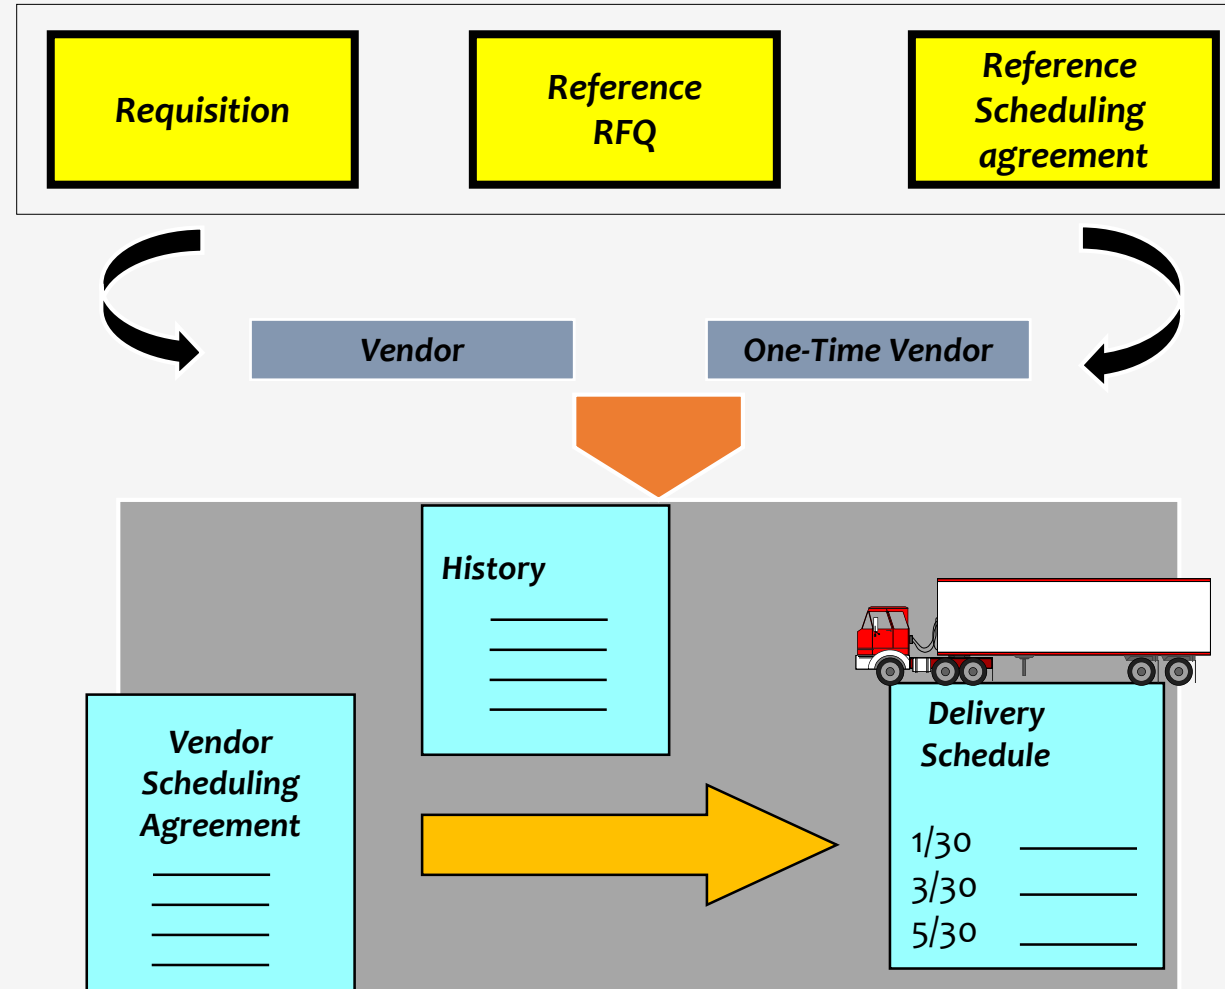 Requisition
Reference
RFQ
Reference
Scheduling
agreement
Vendor
One-Time Vendor
History
Vendor
Scheduling
Agreement
Delivery
Schedule
1/30
3/30
5/30